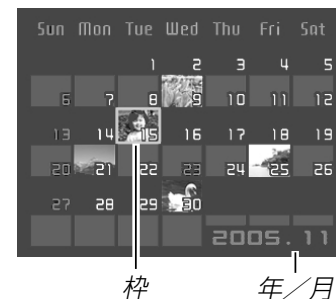 Sun Mon Tue Wed Thu Fri Sat
1 2 3 4 5
6 7 8 9 10 11 12
13 14 15 16 17 18 19
20 21 22 23 24 25 26
27 28 29 30
2005. 11
枠 年／月